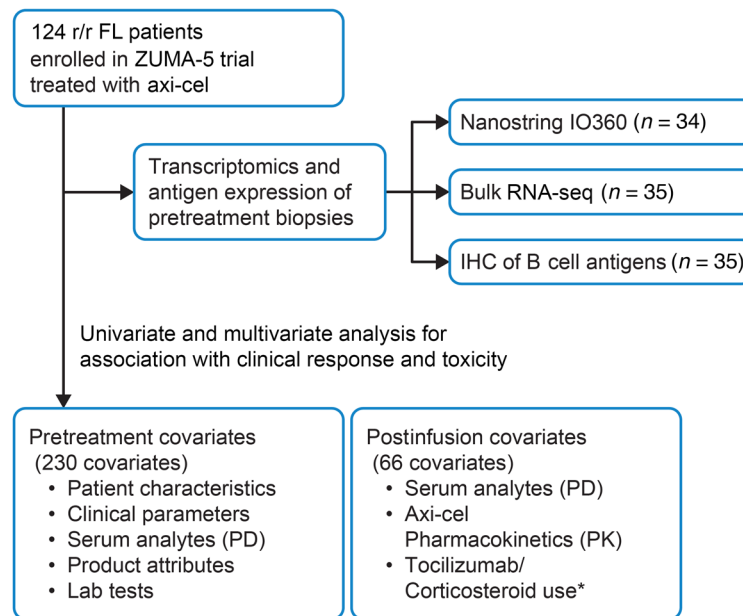 124 r/r FL patients
enrolled in ZUMA-5 trial
treated with axi-cel
Transcriptomics and
antigen expression of
pretreatment biopsies
Nanostring IO360 (n = 34)
Bulk RNA-seq (n = 35)
IHC of B cell antigens (n = 35)
Univariate and multivariate analysis for
association with clinical response and toxicity
Pretreatment covariates
(230 covariates)
• Patient characteristics
• Clinical parameters
• Serum analytes (PD)
• Product attributes
• Lab tests
Postinfusion covariates
(66 covariates)
• Serum analytes (PD)
• Axi-cel
Pharmacokinetics (PK)
• Tocilizumab/
Corticosteroid use*